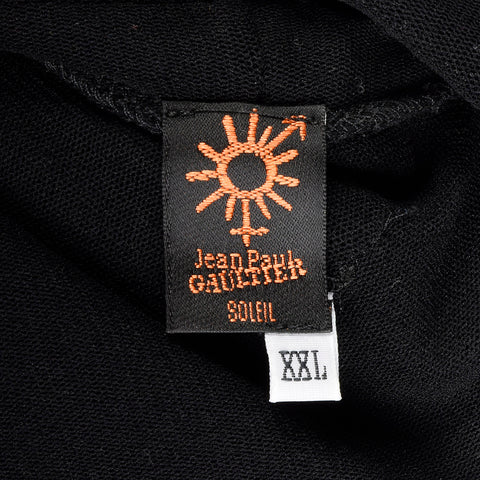 Jean Paul
GAULTIER
SOLEIL
XXL